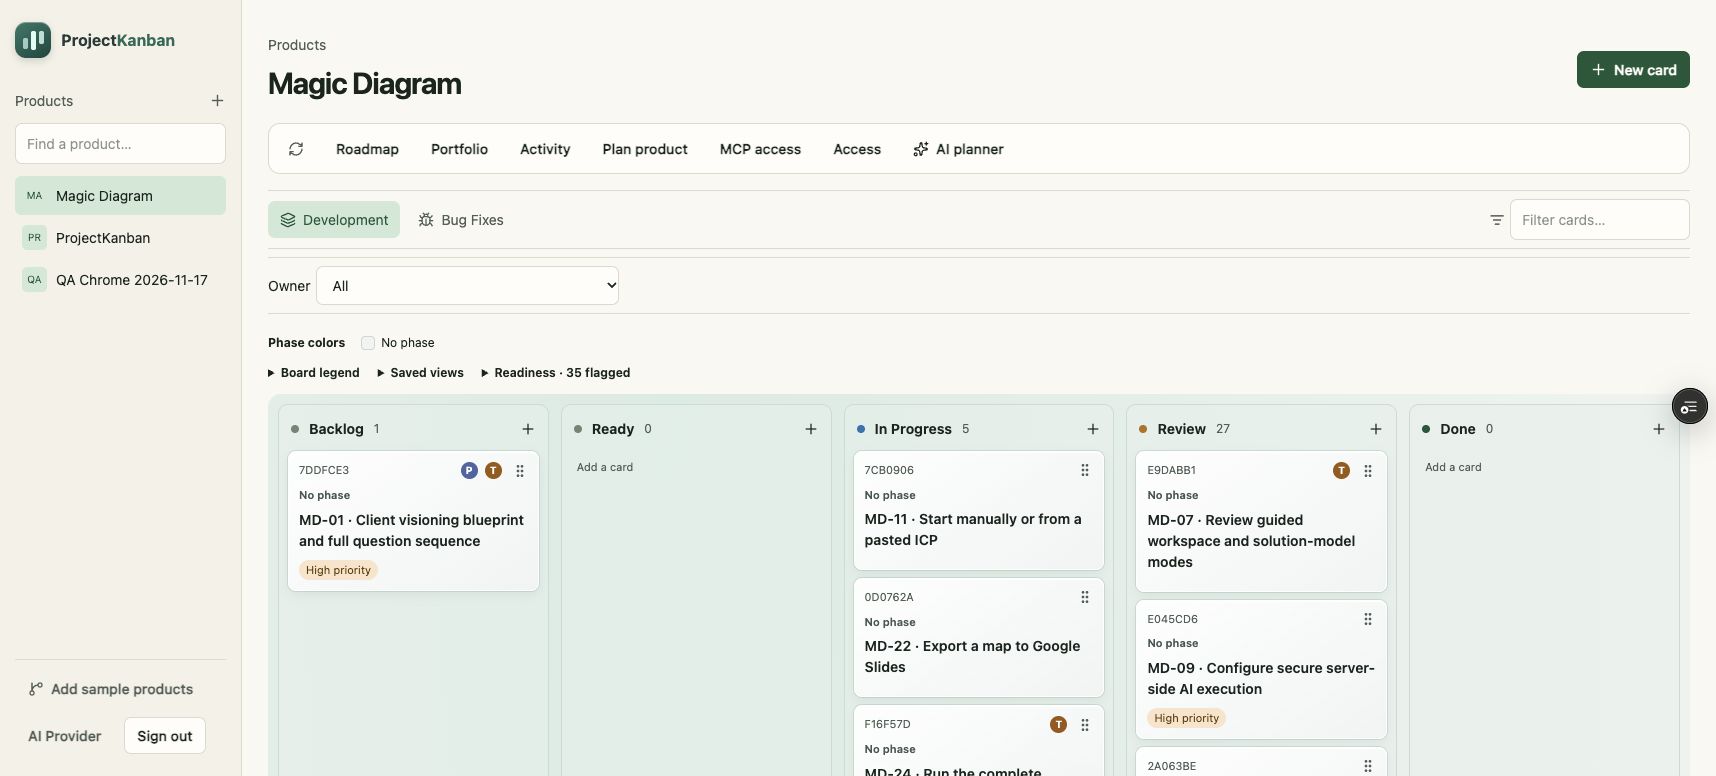 ProjectKanban
Products
Find a product...
MA Magic Diagram
PR ProjectKanban
QA QA Chrome 2026-11-17
Add sample products
AI Provider
Sign out
Products
Magic Diagram
New card
Roadmap
Portfolio
Activity
Plan product
MCP access
Access
AI planner
Development
Bug Fixes
Filter cards...
Owner
All
Phase colors
No phase
Board legend
Saved views
Readiness · 35 flagged
Backlog 1
7DDFCE3
P
T
No phase
MD-01 · Client visioning blueprint
and full question sequence
High priority
Ready 0
Add a card
In Progress 5
7CB0906
No phase
MD-11 · Start manually or from a
pasted ICP
0D0762A
No phase
MD-22 · Export a map to Google
Slides
F16F57D
T
No phase
MD-24 · Run the complete
Review 27
E9DABB1
T
No phase
MD-07 · Review guided
workspace and solution-model
modes
E045CD6
No phase
MD-09 · Configure secure server-
side AI execution
High priority
2A063BE
Done 0
Add a card